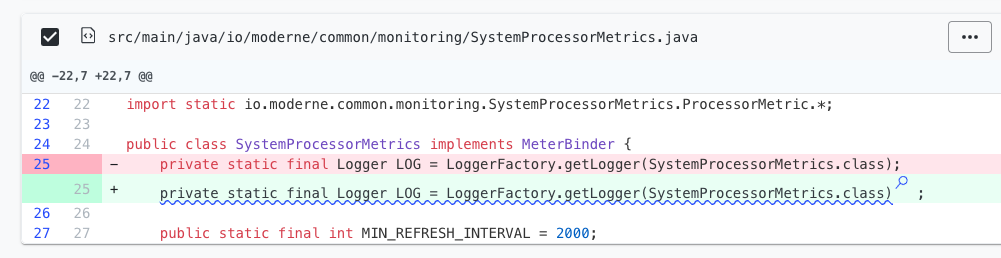 src/main/java/io/moderne/common/monitoring/SystemProcessorMetrics.java
@@ -22,7 +22,7 @@
22 22 import static io.moderne.common.monitoring.SystemProcessorMetrics.ProcessorMetric.*;
23 23
24 24 public class SystemProcessorMetrics implements MeterBinder {
25 - private static final Logger LOG = LoggerFactory.getLogger(SystemProcessorMetrics.class);
25 + private static final Logger LOG = LoggerFactory.getLogger(SystemProcessorMetrics.class) ;
26 26
27 27 public static final int MIN_REFRESH_INTERVAL = 2000;